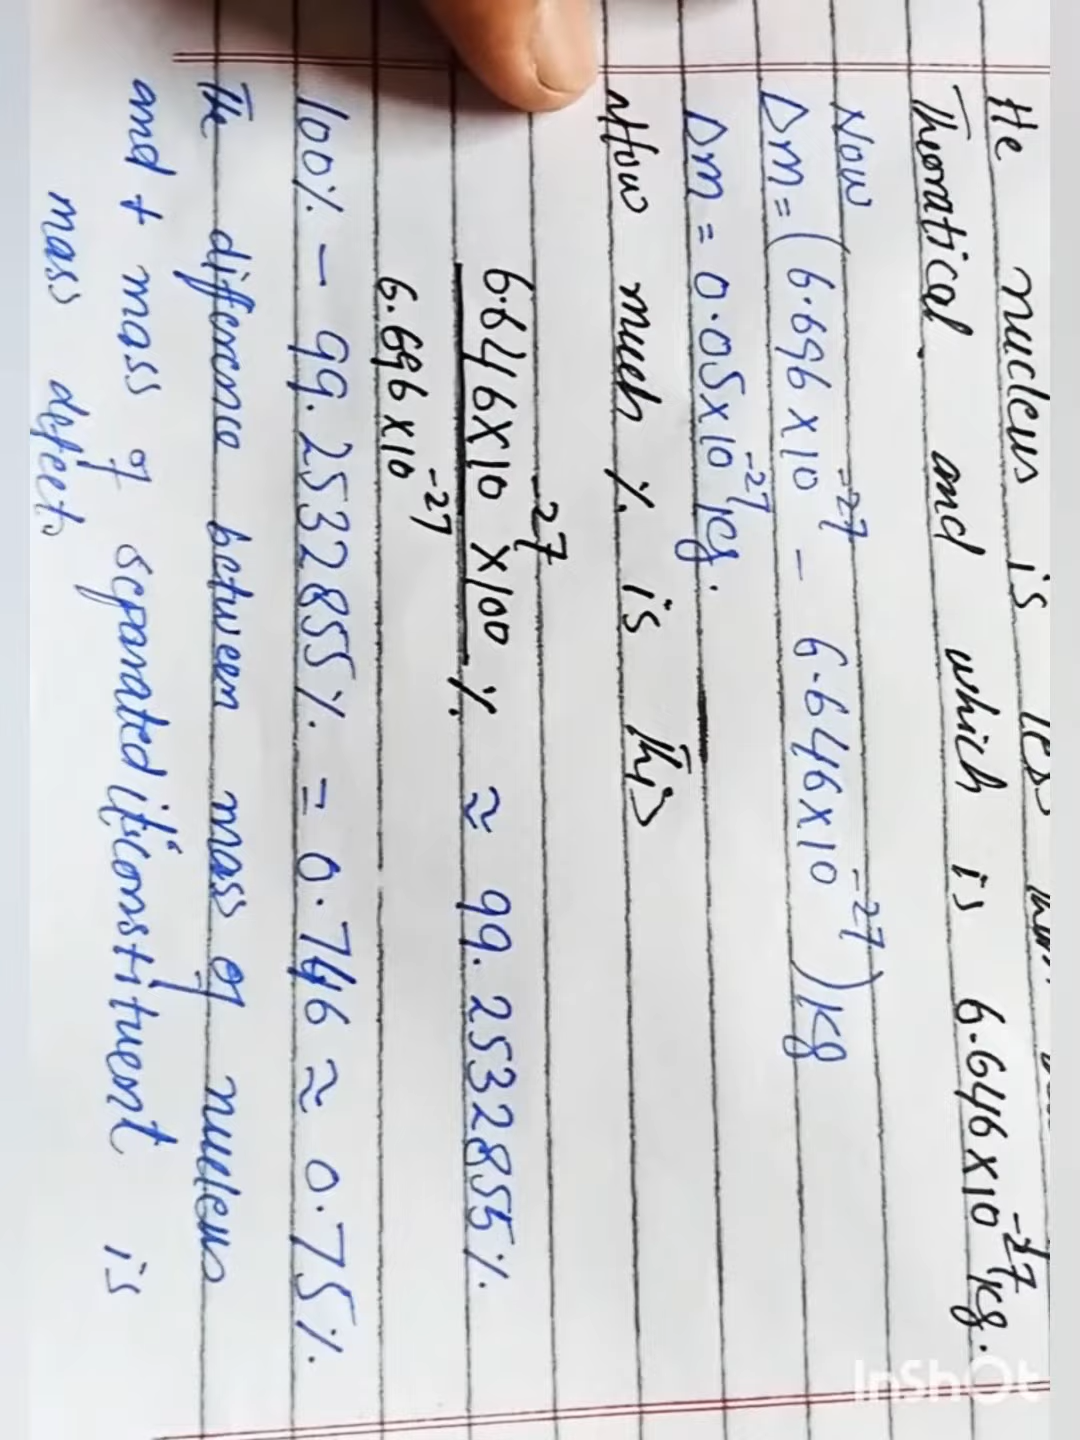 He nucleus is less
Thoratical and which is 6.646×10⁻²⁷ kg.
Now
Δm = (6.696×10⁻²⁷ - 6.646×10⁻²⁷) kg
Δm = 0.05×10⁻²⁷ kg.
How much % is this
6.646×10⁻²⁷ ×100 % ≈ 99.2532855%.
6.696×10⁻²⁷
100% - 99.2532855% = 0.746 ≈ 0.75%.
The difference between mass of nucleus
and + mass of separated its constituent is
mass defect
InShOt